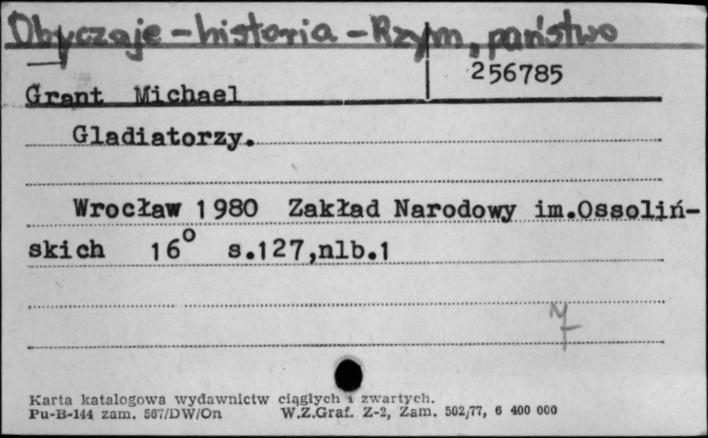 Obyczaje - historia - Rzym, państwo
256785
Grant Michael
Gladiatorzy.
Wrocław 1980 Zakład Narodowy im.Ossoliń-
skich 16° s.127,nlb.1
Karta katalogowa wydawnictw ciągłych i zwartych.
Pu-B-144 zam. 567/DW/On W.Z.Graf. Z-2, Zam. 502/77, 6 400 000